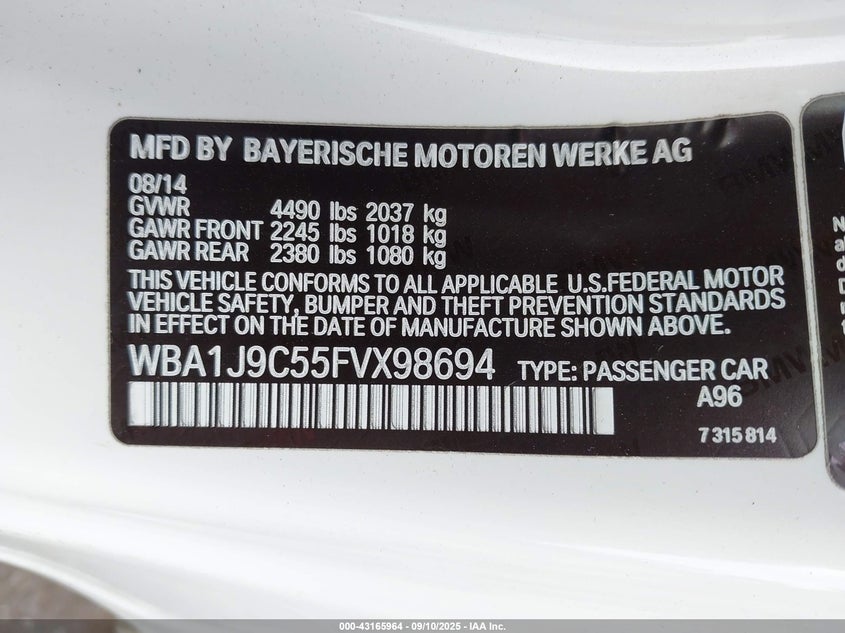 MFD BY BAYERISCHE MOTOREN WERKE AG
08/14
GVWR 4490 lbs 2037 kg
GAWR FRONT 2245 lbs 1018 kg
GAWR REAR 2380 lbs 1080 kg
THIS VEHICLE CONFORMS TO ALL APPLICABLE U.S.FEDERAL MOTOR
VEHICLE SAFETY, BUMPER AND THEFT PREVENTION STANDARDS
IN EFFECT ON THE DATE OF MANUFACTURE SHOWN ABOVE.
WBA1J9C55FVX98694 TYPE: PASSENGER CAR
A96
7 315 814
000-43165964 - 09/10/2025 - IAA Inc.